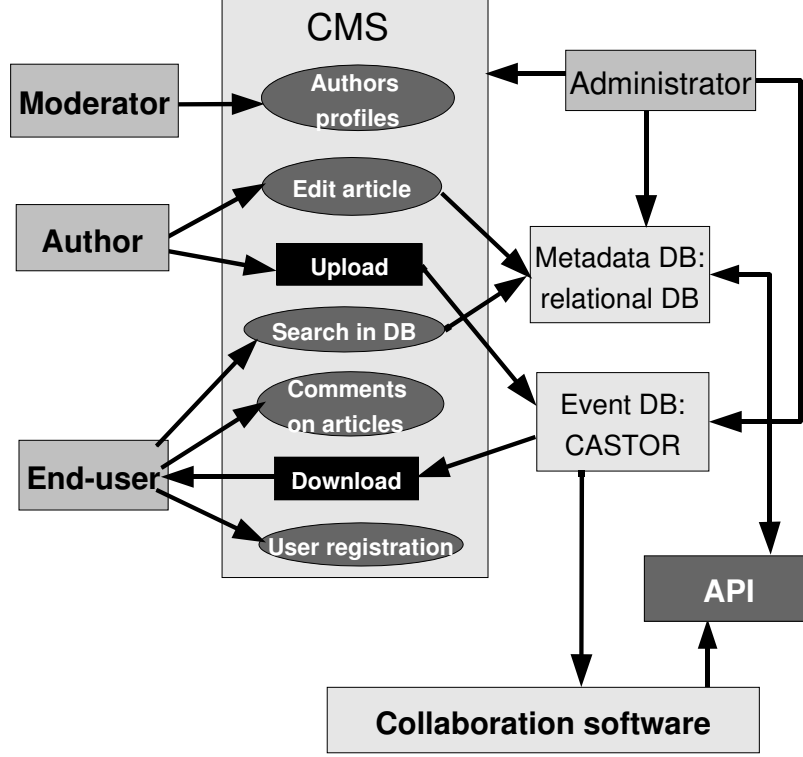 CMS
Moderator
Authors
profiles
Administrator
Edit article
Author
Upload
Metadata DB:
relational DB
Search in DB
Comments
on articles
Event DB:
CASTOR
End-user
Download
User registration
API
Collaboration software